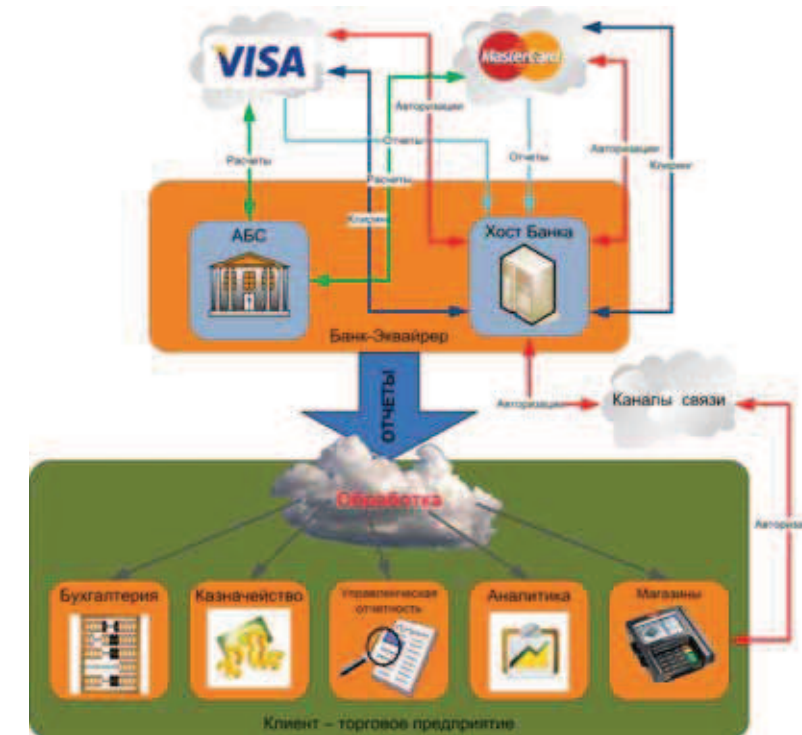 VISA
MasterCard
Авторизации
Отчеты
Отчеты
Авторизации
Расчеты
Расчеты
Клиринг
Клиринг
АБС
Хост Банка
Банк-Эквайрер
ОТЧЕТЫ
Авторизации
Каналы связи
Обработка
Авториза
Бухгалтерия
Казначейство
Управленческая
отчетность
Аналитика
Магазины
Клиент – торговое предприятие